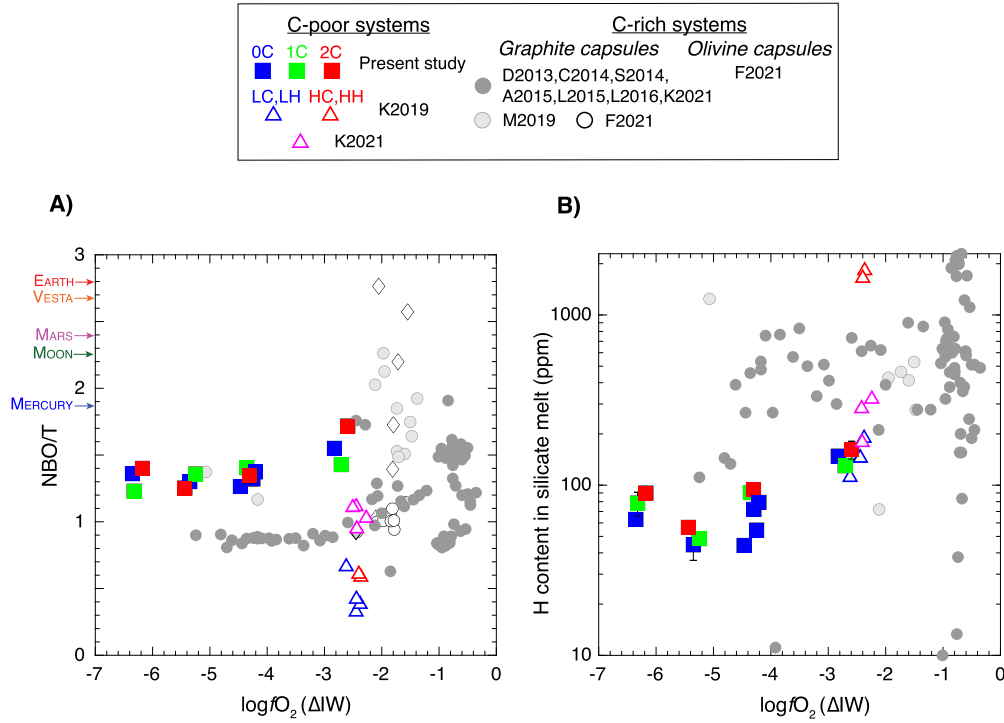 C-poor systems
C-rich systems
0C 1C 2C
Present study
Graphite capsules
Olivine capsules
D2013,C2014,S2014,
A2015,L2015,L2016,K2021
F2021
LC,LH HC,HH
K2019
M2019
F2021
K2021
A)
NBO/T
3
2
1
0
EARTH
VESTA
MARS
MOON
MERCURY
-7 -6 -5 -4 -3 -2 -1 0
logfO2 (ΔIW)
B)
H content in silicate melt (ppm)
1000
100
10
-7 -6 -5 -4 -3 -2 -1 0
logfO2 (ΔIW)